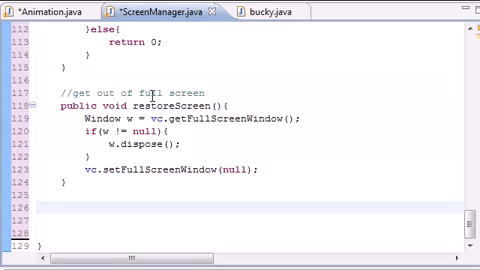 *Animation.java *ScreenManager.java bucky.java
112 }else{
113 return 0;
114 }
115 }
116
117 //get out of full screen
118 public void restoreScreen(){
119 Window w = vc.getFullScreenWindow();
120 if(w != null){
121 w.dispose();
122 }
123 vc.setFullScreenWindow(null);
124 }
125
126
127
128
129 }